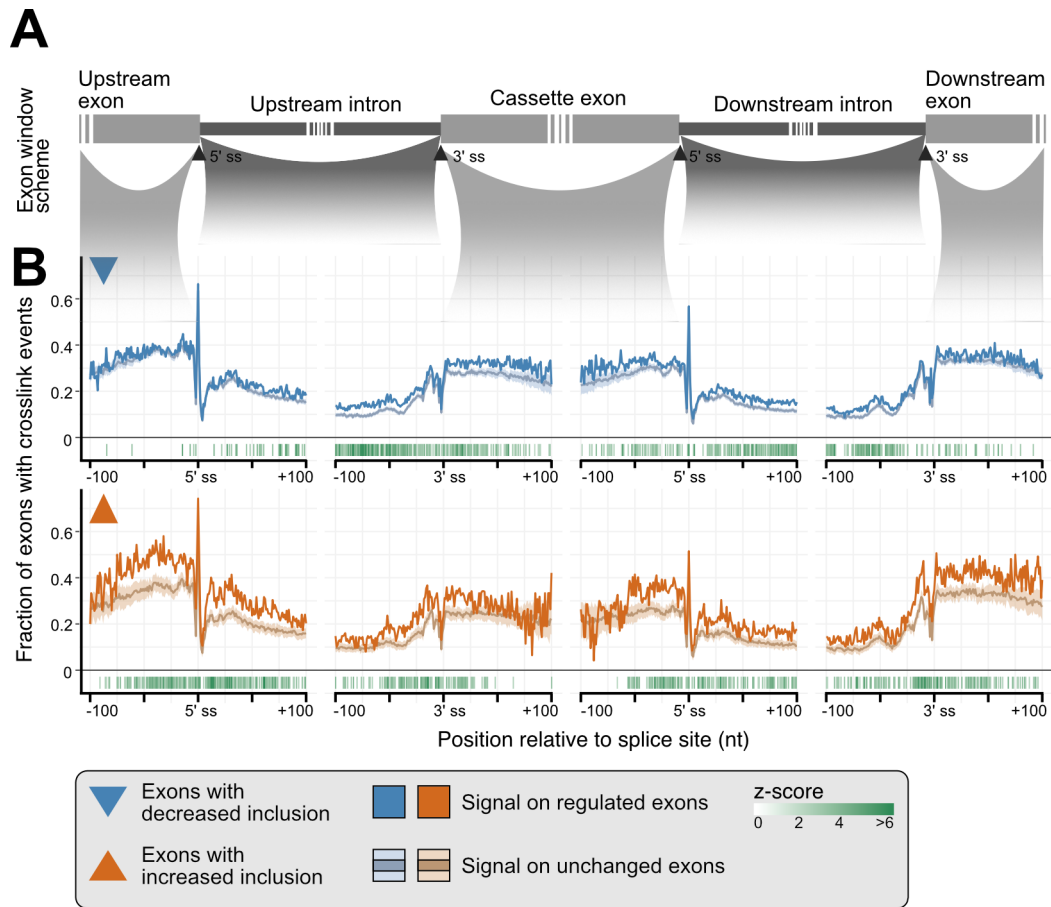 A
Exon window
scheme
Upstream
exon
Upstream intron
Cassette exon
Downstream intron
Downstream
exon
5' ss
3' ss
5' ss
3' ss
B
Fraction of exons with crosslink events
0.6
0.4
0.2
0
-100 5' ss +100
-100 3' ss +100
-100 5' ss +100
-100 3' ss +100
0.6
0.4
0.2
0
-100 5' ss +100
-100 3' ss +100
-100 5' ss +100
-100 3' ss +100
Position relative to splice site (nt)
Exons with
decreased inclusion
Exons with
increased inclusion
Signal on regulated exons
Signal on unchanged exons
z-score
0 2 4 >6